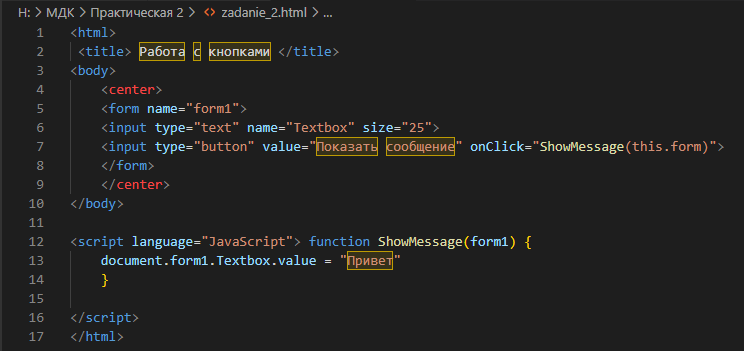 H: > МДК > Практическая 2 > <> zadanie_2.html > ...
1 <html>
2 <title> Работа с кнопками </title>
3 <body>
4 <center>
5 <form name="form1">
6 <input type="text" name="Textbox" size="25">
7 <input type="button" value="Показать сообщение" onClick="ShowMessage(this.form)">
8 </form>
9 </center>
10 </body>
11
12 <script language="JavaScript"> function ShowMessage(form1) {
13 document.form1.Textbox.value = "Привет"
14 }
15
16 </script>
17 </html>